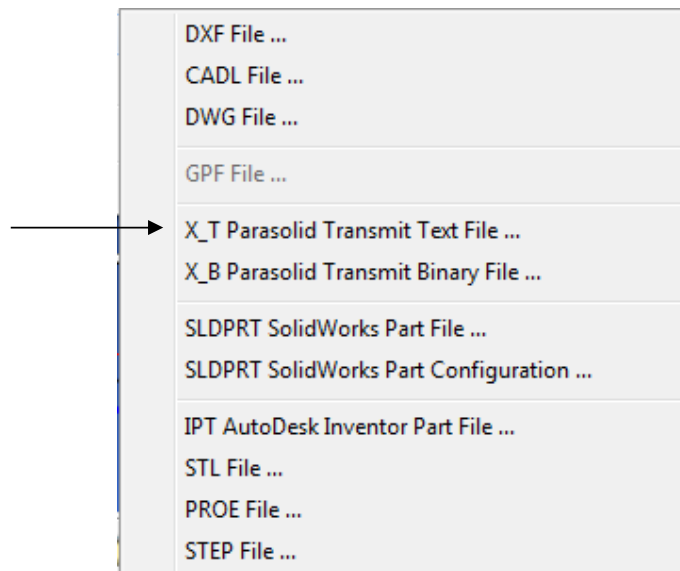 DXF File ...
CADL File ...
DWG File ...
GPF File ...
X_T Parasolid Transmit Text File ...
X_B Parasolid Transmit Binary File ...
SLDPRT SolidWorks Part File ...
SLDPRT SolidWorks Part Configuration ...
IPT AutoDesk Inventor Part File ...
STL File ...
PROE File ...
STEP File ...